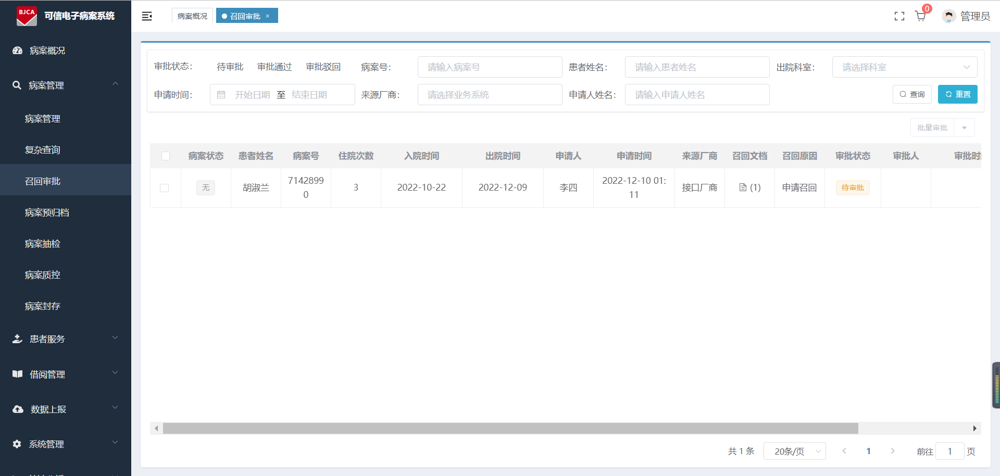 BJCA
可信电子病案系统
病案概况
召回审批 ×
0
管理员
病案概况
病案管理
病案管理
复杂查询
召回审批
病案预归档
病案抽检
病案质控
病案封存
患者服务
借阅管理
数据上报
系统管理
审批状态： 待审批 审批通过 审批驳回 病案号： 请输入病案号 患者姓名： 请输入患者姓名 出院科室： 请选择科室
申请时间： 开始日期 至 结束日期 来源厂商： 请选择业务系统 申请人姓名： 请输入申请人姓名 查询 重置
批量审批
病案状态 患者姓名 病案号 住院次数 入院时间 出院时间 申请人 申请时间 来源厂商 召回文档 召回原因 审批状态 审批人 审批时
无 胡淑兰 71428990 3 2022-10-22 2022-12-09 李四 2022-12-10 01:11 接口厂商 (1) 申请召回 待审批
共 1 条 20条/页 1 前往 1 页